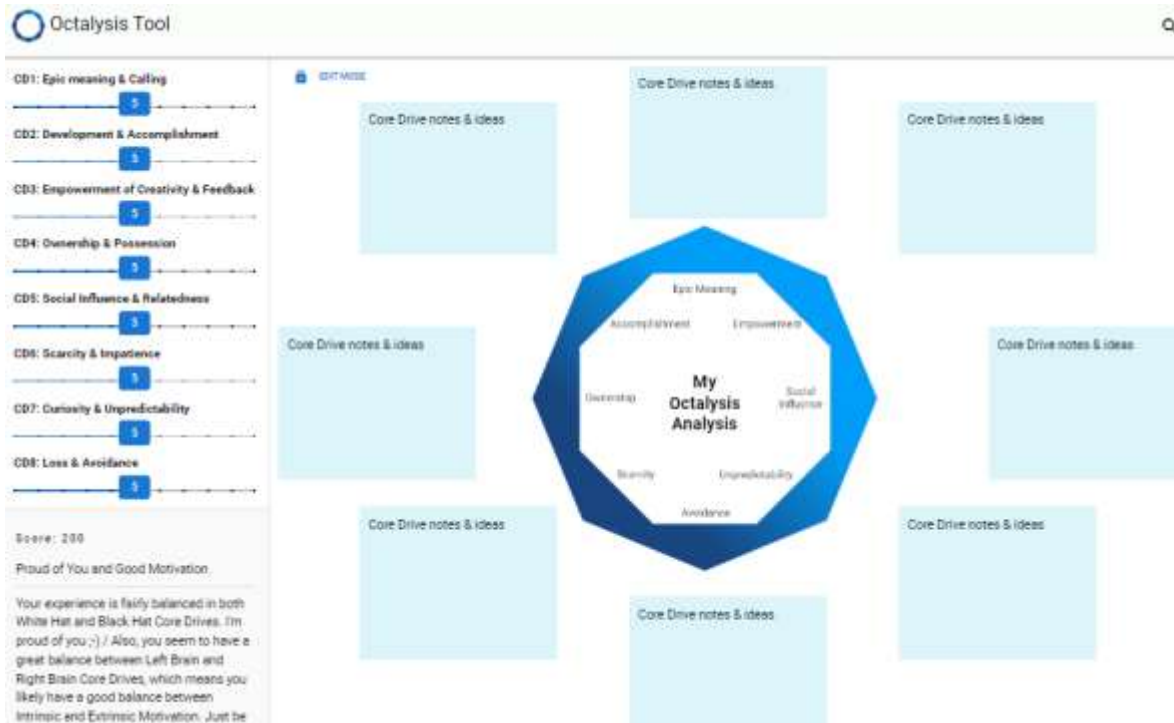 Octalysis Tool
CD1: Epic meaning & Calling
5
CD2: Development & Accomplishment
5
CD3: Empowerment of Creativity & Feedback
5
CD4: Ownership & Possession
5
CD5: Social Influence & Relatedness
5
CD6: Scarcity & Impatience
5
CD7: Curiosity & Unpredictability
5
CD8: Loss & Avoidance
5
Score: 200
Proud of You and Good Motivation
Your experience is fairly balanced in both
White Hat and Black Hat Core Drives. I'm
proud of you ;-) / Also, you seem to have a
great balance between Left Brain and
Right Brain Core Drives, which means you
likely have a good balance between
Intrinsic and Extrinsic Motivation. Just be
EDIT MODE
Core Drive notes & ideas
Core Drive notes & ideas
Core Drive notes & ideas
Core Drive notes & ideas
Core Drive notes & ideas
Core Drive notes & ideas
Core Drive notes & ideas
Core Drive notes & ideas
Epic Meaning
Accomplishment
Empowerment
Ownership
My
Octalysis
Analysis
Social
Influence
Scarcity
Unpredictability
Avoidance